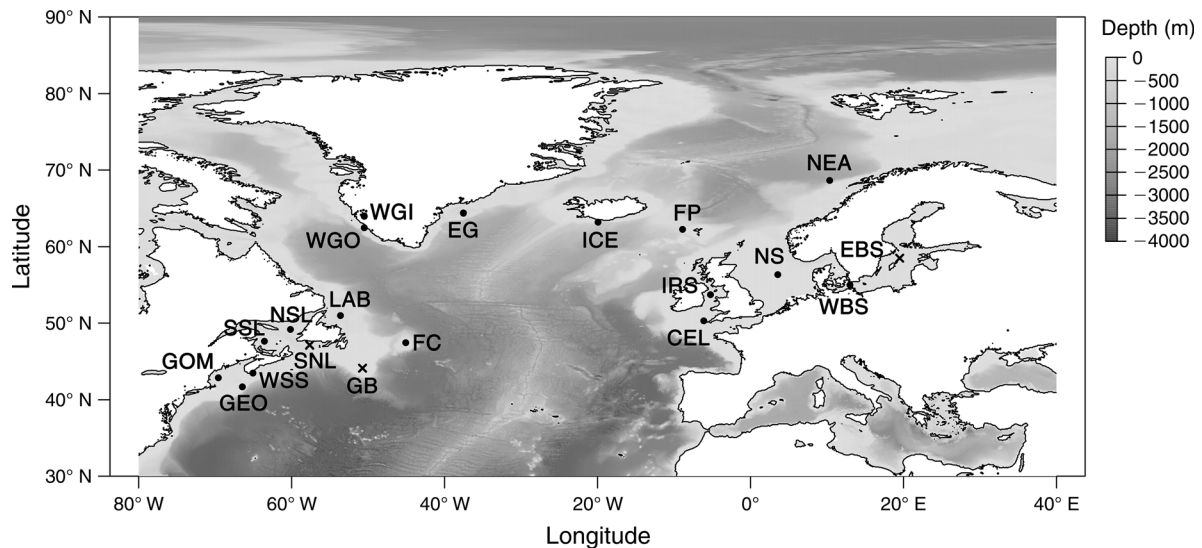 90° N
80° N
70° N
60° N
50° N
40° N
30° N
Latitude
80° W
60° W
40° W
20° W
0°
20° E
40° E
Longitude
Depth (m)
0
−500
−1000
−1500
−2000
−2500
−3000
−3500
−4000
NEA
WGI
WGO
EG
ICE
FP
NS
EBS
IRS
WBS
CEL
LAB
NSL
SSL
FC
SNL
GOM
WSS
GB
GEO